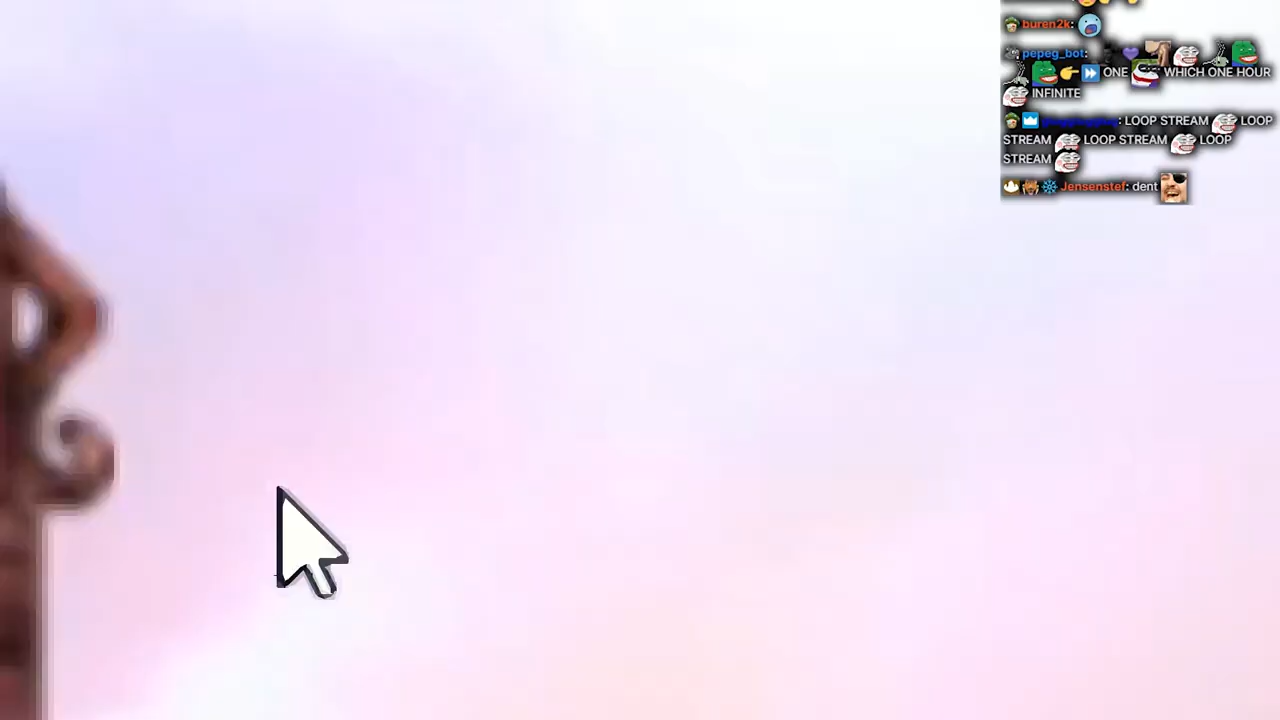 buren2k:
pepeg_bot:
ONE WHICH ONE HOUR
INFINITE
: LOOP STREAM LOOP
STREAM LOOP STREAM LOOP
STREAM
Jensenstef: dent